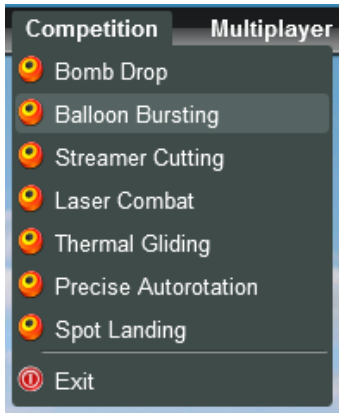 Competition Multiplayer
Bomb Drop
Balloon Bursting
Streamer Cutting
Laser Combat
Thermal Gliding
Precise Autorotation
Spot Landing
Exit